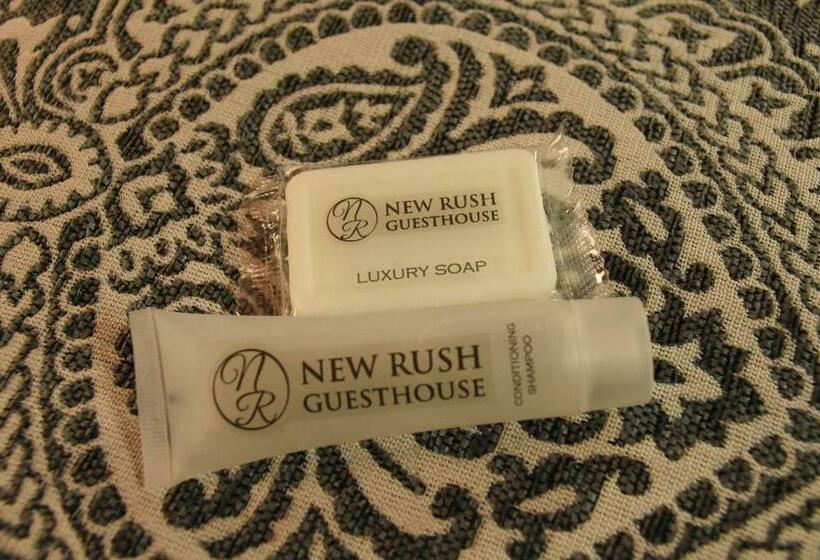 NR
NEW RUSH
GUESTHOUSE
LUXURY SOAP
NR
NEW RUSH
GUESTHOUSE
CONDITIONING
SHAMPOO